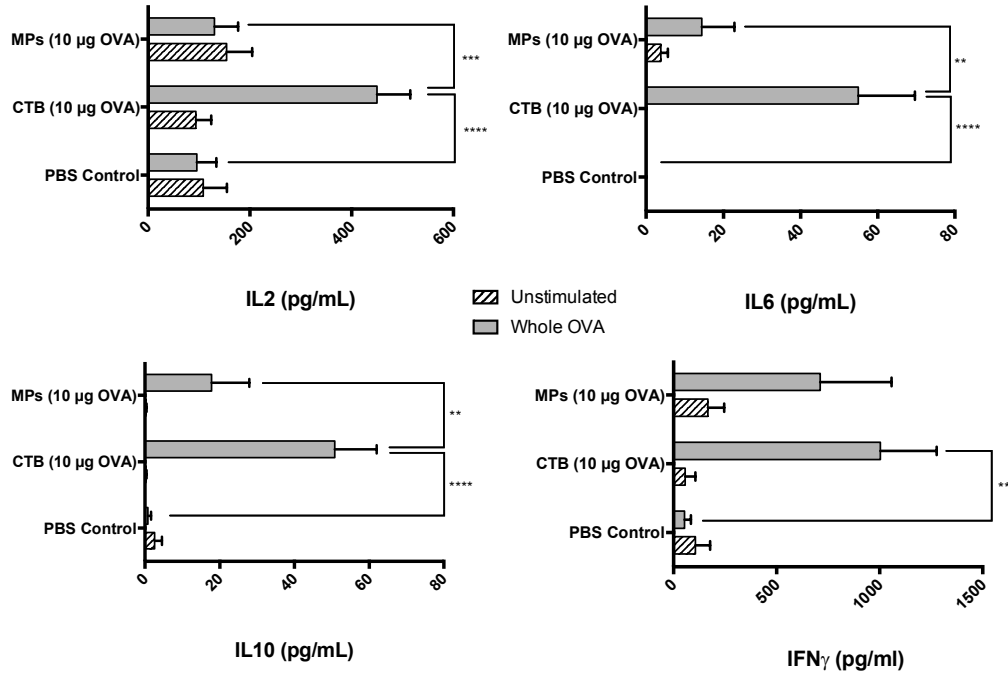 MPs (10 µg OVA)
***
CTB (10 µg OVA)
****
PBS Control
0
200
400
600
IL2 (pg/mL)
MPs (10 µg OVA)
**
CTB (10 µg OVA)
****
PBS Control
0
20
40
60
80
IL6 (pg/mL)
Unstimulated
Whole OVA
MPs (10 µg OVA)
**
CTB (10 µg OVA)
****
PBS Control
0
20
40
60
80
IL10 (pg/mL)
MPs (10 µg OVA)
CTB (10 µg OVA)
**
PBS Control
0
500
1000
1500
IFNγ (pg/ml)